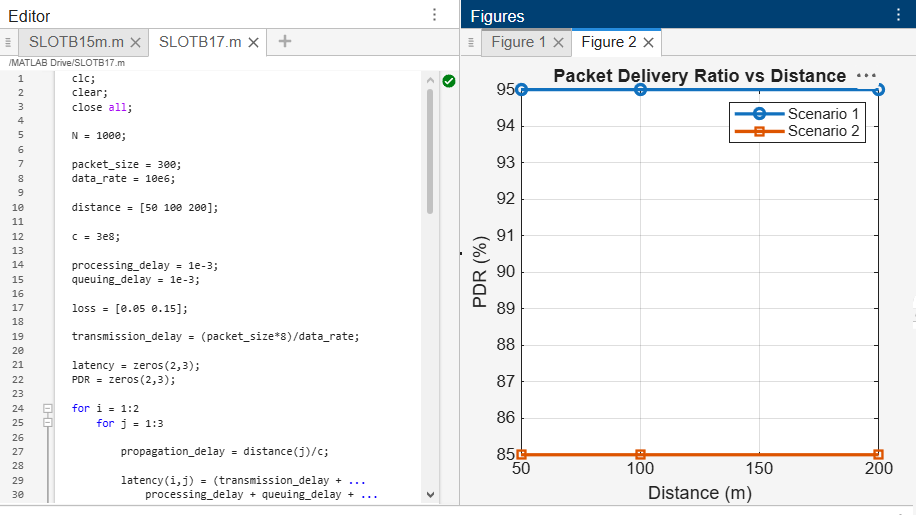 Editor
SLOTB15m.m
SLOTB17.m
/MATLAB Drive/SLOTB17.m
1 clc;
2 clear;
3 close all;
4
5 N = 1000;
6
7 packet_size = 300;
8 data_rate = 10e6;
9
10 distance = [50 100 200];
11
12 c = 3e8;
13
14 processing_delay = 1e-3;
15 queuing_delay = 1e-3;
16
17 loss = [0.05 0.15];
18
19 transmission_delay = (packet_size*8)/data_rate;
20
21 latency = zeros(2,3);
22 PDR = zeros(2,3);
23
24 for i = 1:2
25 for j = 1:3
26
27 propagation_delay = distance(j)/c;
28
29 latency(i,j) = (transmission_delay + ...
30 processing_delay + queuing_delay + ...
Figures
Figure 1
Figure 2
Packet Delivery Ratio vs Distance
Scenario 1
Scenario 2
95
94
93
92
91
90
89
88
87
86
85
PDR (%)
50 100 150 200
Distance (m)